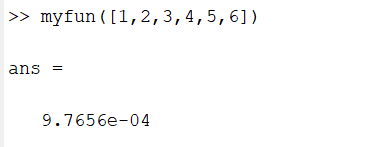 >> myfun([1,2,3,4,5,6])
ans =
9.7656e-04